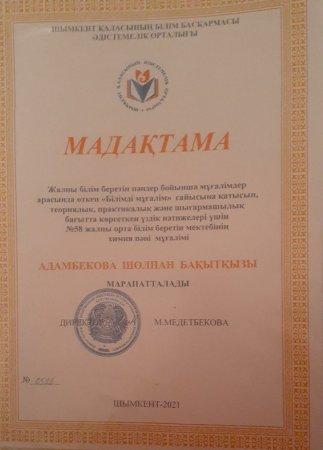 ШЫМКЕНТ ҚАЛАСЫНЫҢ БІЛІМ БАСҚАРМАСЫ
ӘДІСТЕМЕЛІК ОРТАЛЫҒЫ
МАДАҚТАМА
Жалпы білім беретін пәндер бойынша мұғалімдер
арасында өткен «Білімді мұғалім» сайысына қатысып,
теориялық, практикалық және шығармашылық
бағытта көрсеткен үздік нәтижелері үшін
№58 жалпы орта білім беретін мектебінің
химия пәні мұғалімі
АДАМБЕКОВА ШОЛПАН БАҚЫТҚЫЗЫ
МАРАПАТТАЛАДЫ
ДИРЕКТОР М.МЕДЕТБЕКОВА
№
ШЫМКЕНТ-2021